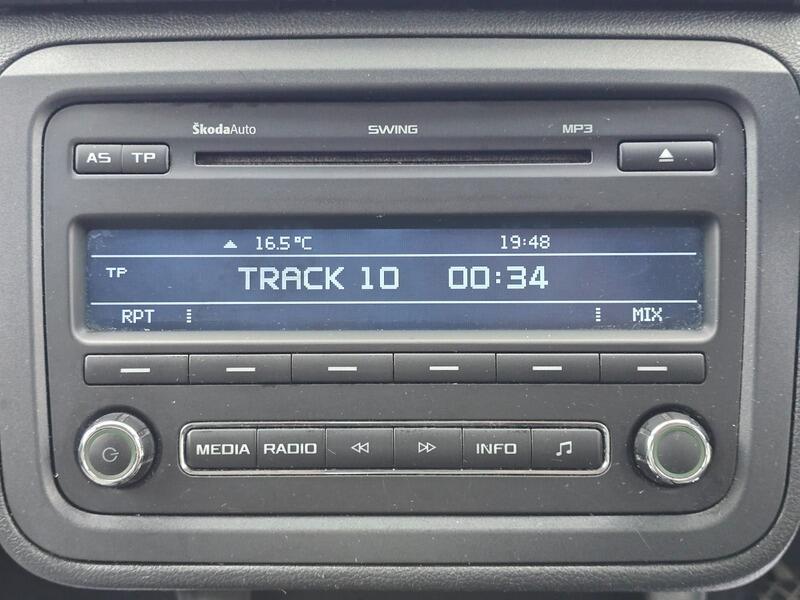 ŠkodaAuto SWING MP3
AS TP
16.5°C 19:48
TP TRACK 10 00:34
RPT MIX
MEDIA RADIO INFO